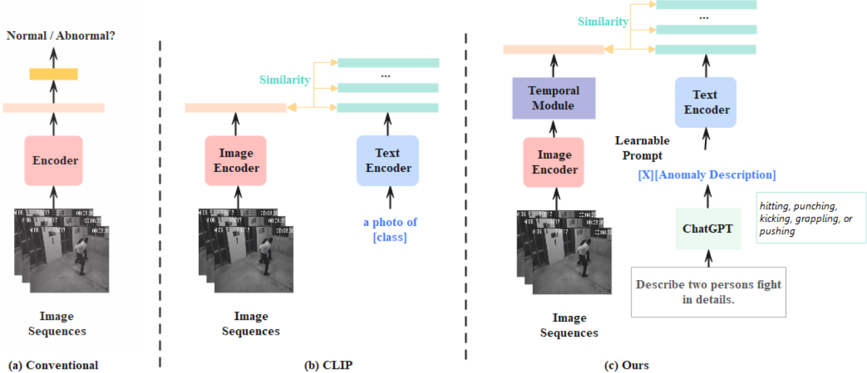 Normal / Abnormal?
Encoder
Image
Sequences
(a) Conventional
Similarity
...
Image
Encoder
Text
Encoder
a photo of
[class]
Image
Sequences
(b) CLIP
Similarity
...
Temporal
Module
Text
Encoder
Learnable
Prompt
Image
Encoder
[X][Anomaly Description]
ChatGPT
hitting, punching,
kicking, grappling, or
pushing
Describe two persons fight
in details.
Image
Sequences
(c) Ours